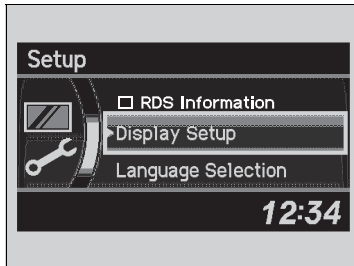 Setup
RDS Information
Display Setup
Language Selection
12:34